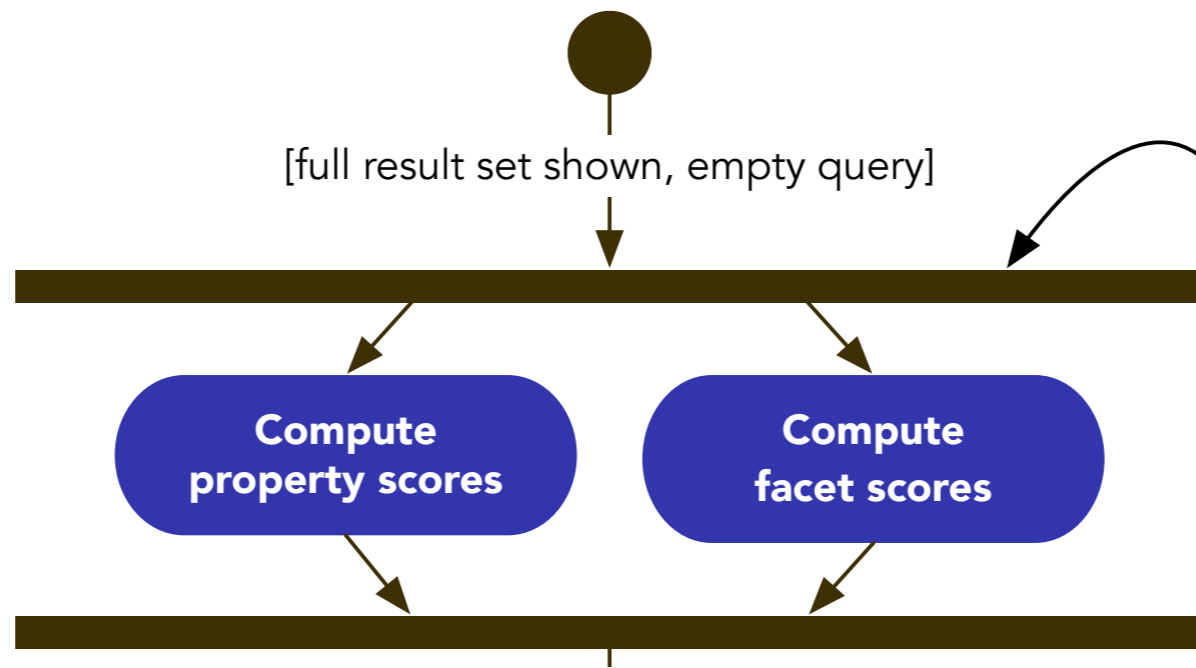 [full result set shown, empty query]
Compute
property scores
Compute
facet scores